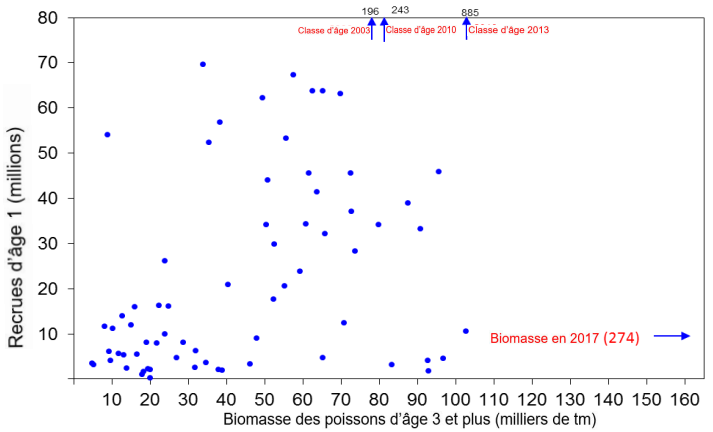 196 243 885
Classe d'âge 2003 Classe d'âge 2010 Classe d'âge 2013
80
70
60
50
40
30
20
10
Recrues d'âge 1 (millions)
Biomasse en 2017 (274)
10 20 30 40 50 60 70 80 90 100 110 120 130 140 150 160
Biomasse des poissons d'âge 3 et plus (milliers de tm)